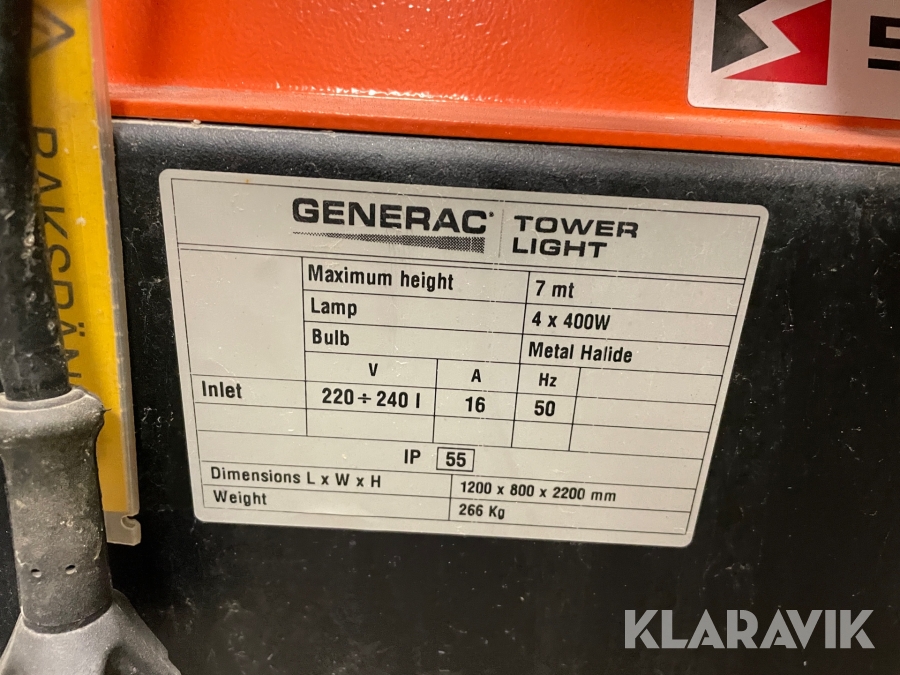 GENERAC
TOWER
LIGHT
Maximum height 7 mt
Lamp 4 x 400W
Bulb Metal Halide
V A Hz
Inlet 220 ÷ 240 I 16 50
IP 55
Dimensions L x W x H 1200 x 800 x 2200 mm
Weight 266 Kg
BAKSPÄN
KLARAVIK